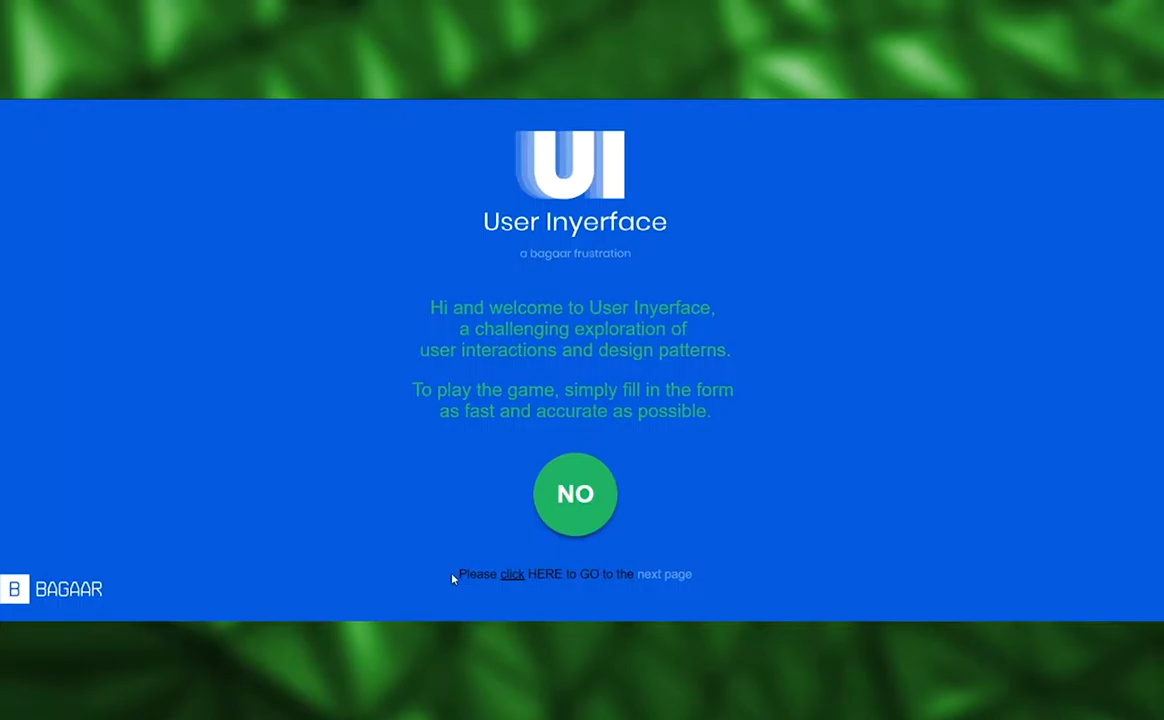 UI
User Inyerface
a bagaar frustration
Hi and welcome to User Inyerface,
a challenging exploration of
user interactions and design patterns.
To play the game, simply fill in the form
as fast and accurate as possible.
NO
Please click HERE to GO to the next page
B BAGAAR